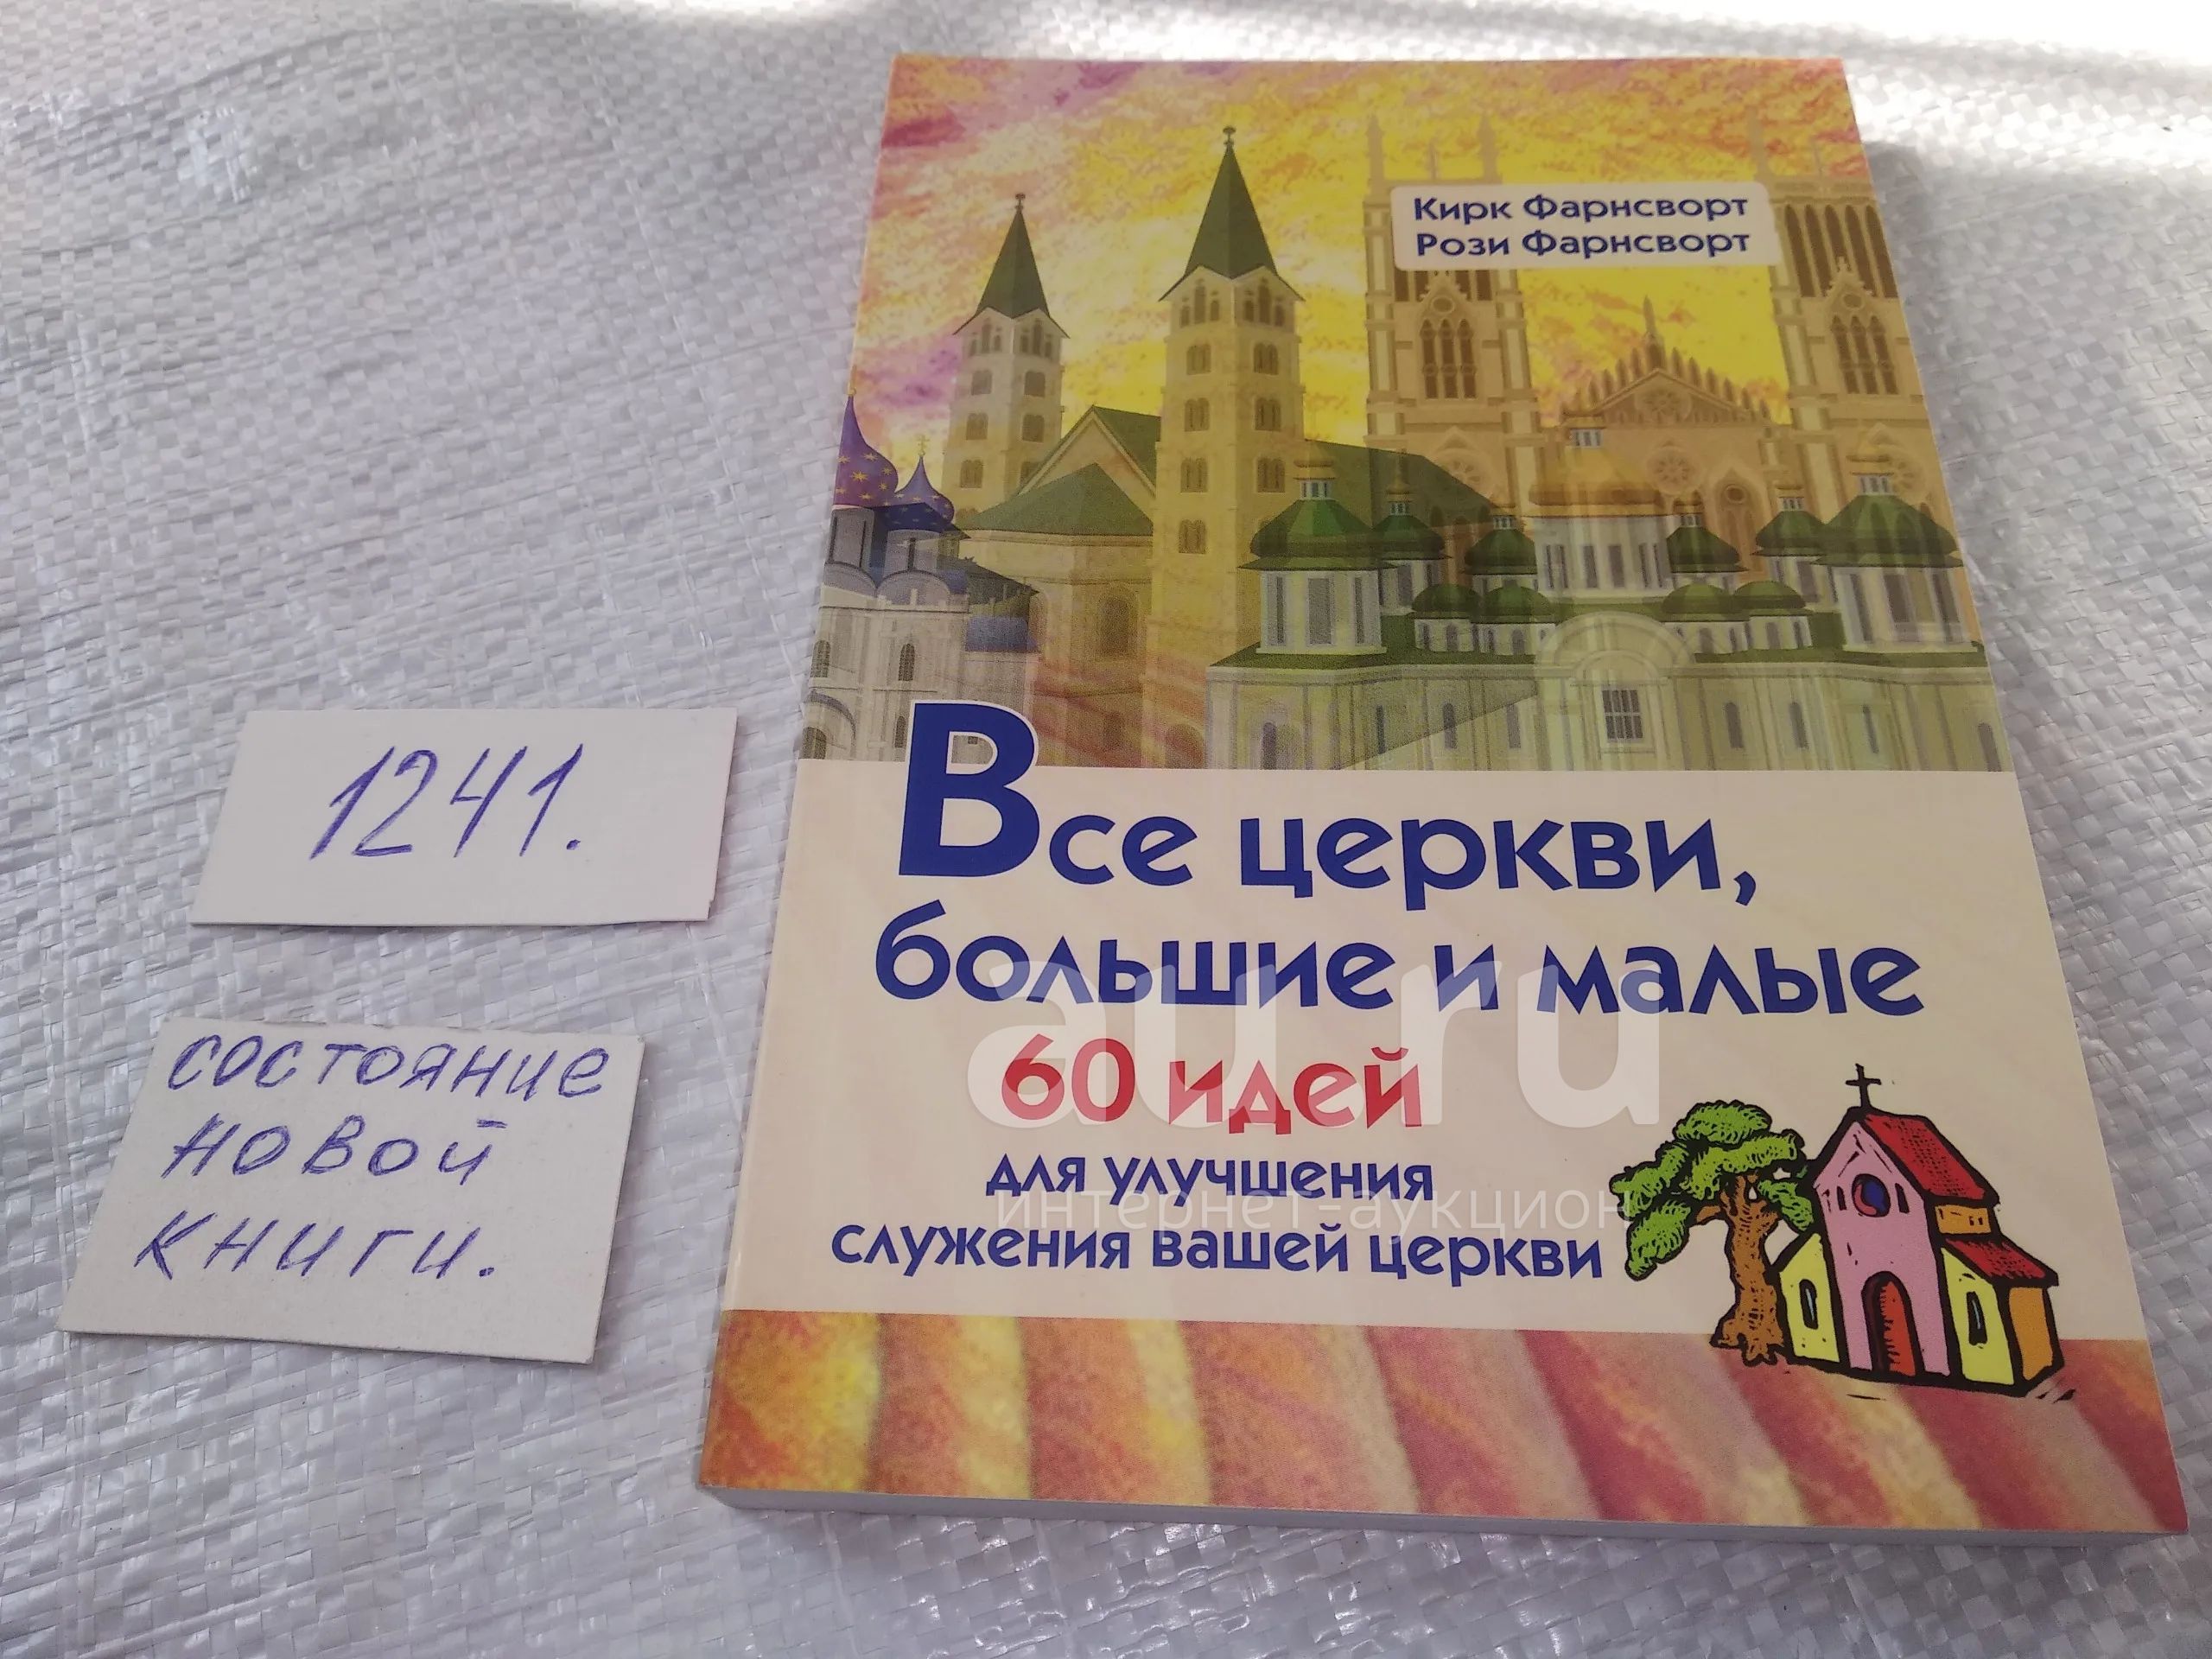 Кирк Фарнсворт
Рози Фарнсворт
Все церкви,
большие и малые
60 идей
для улучшения
служения вашей церкви
1241.
состояние
новой
книги.
au.ru
интернет-аукцион